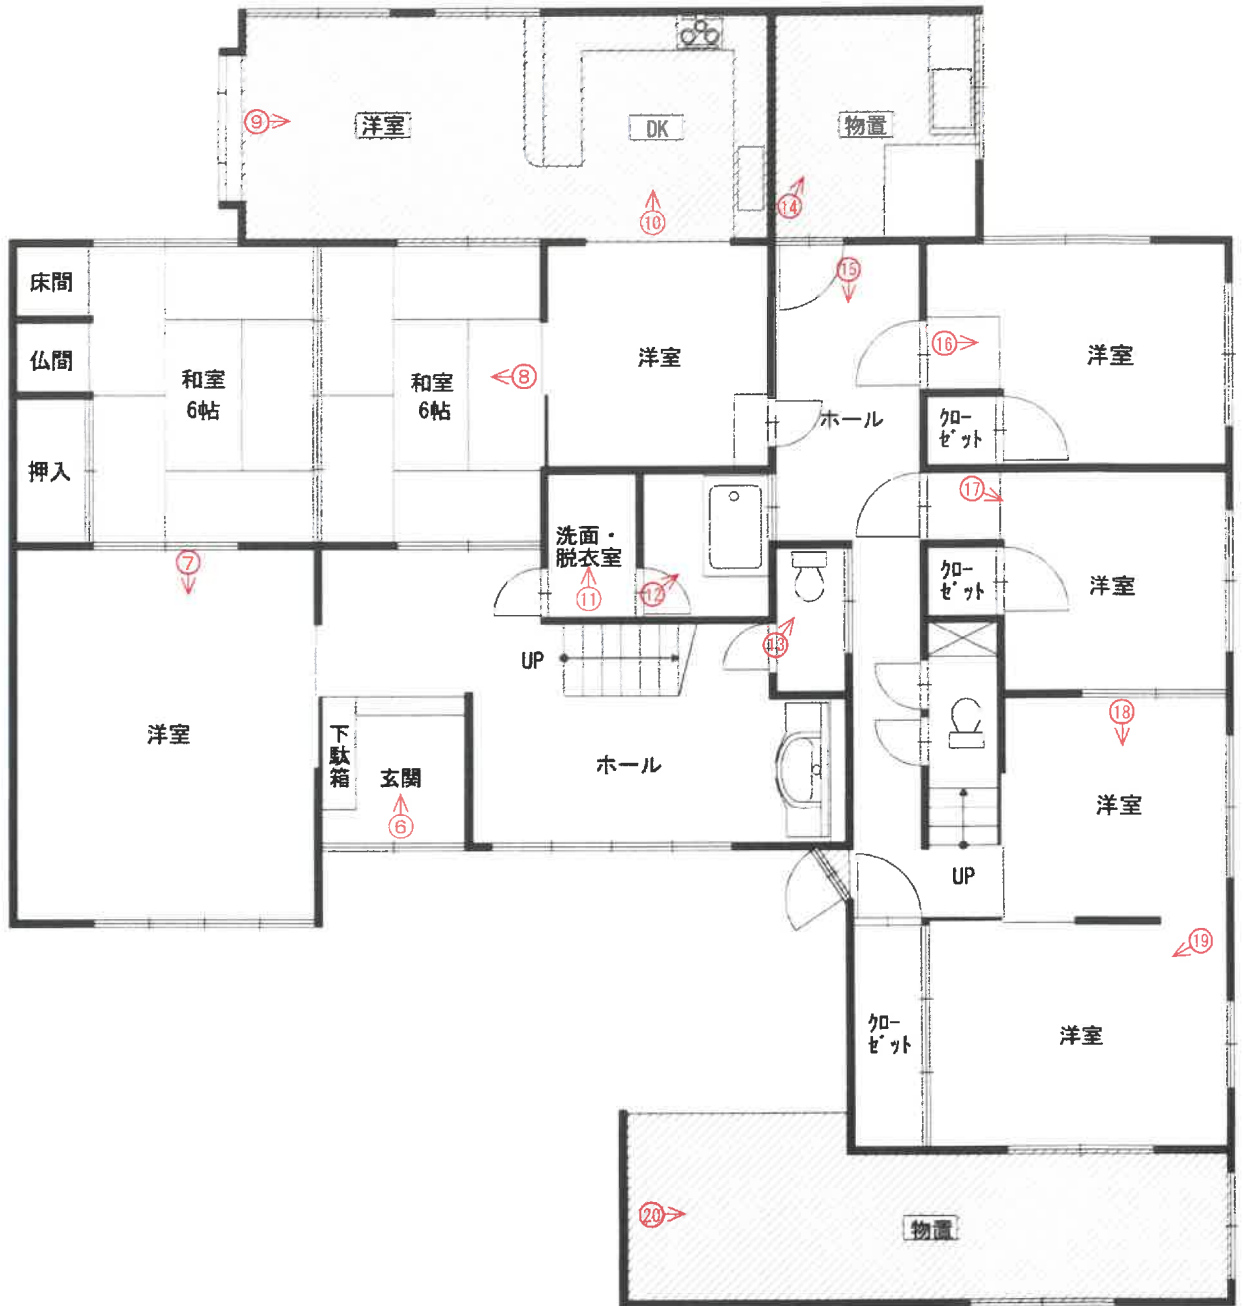 ⑨
洋室
DK
物置
⑩
⑭
床間
仏間
押入
和室
6帖
和室
6帖
⑧
洋室
⑮
ホール
⑯
洋室
クロー
ゼット
⑰
⑦
洗面・
脱衣室
⑪
⑫
クロー
ゼット
洋室
UP
⑬
洋室
下駄箱
玄関
⑥
ホール
⑱
洋室
UP
⑲
クロー
ゼット
洋室
⑳
物置